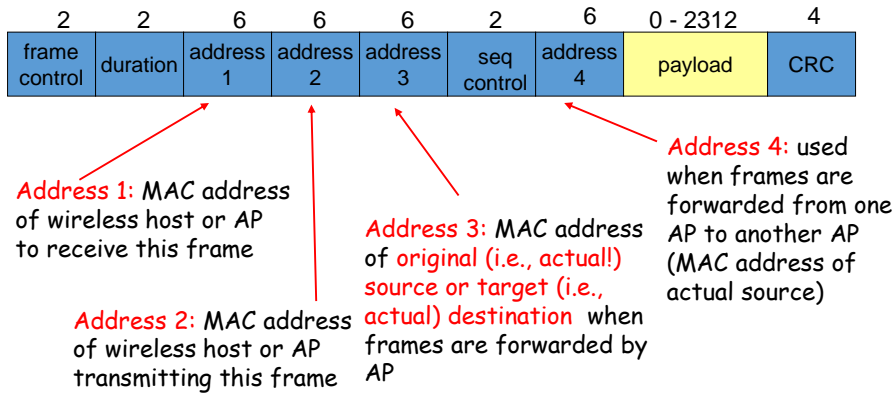 2 2 6 6 6 2 6 0 - 2312 4
frame control duration address 1 address 2 address 3 seq control address 4 payload CRC
Address 1: MAC address
of wireless host or AP
to receive this frame
Address 2: MAC address
of wireless host or AP
transmitting this frame
Address 3: MAC address
of original (i.e., actual!)
source or target (i.e.,
actual) destination when
frames are forwarded by
AP
Address 4: used
when frames are
forwarded from one
AP to another AP
(MAC address of
actual source)